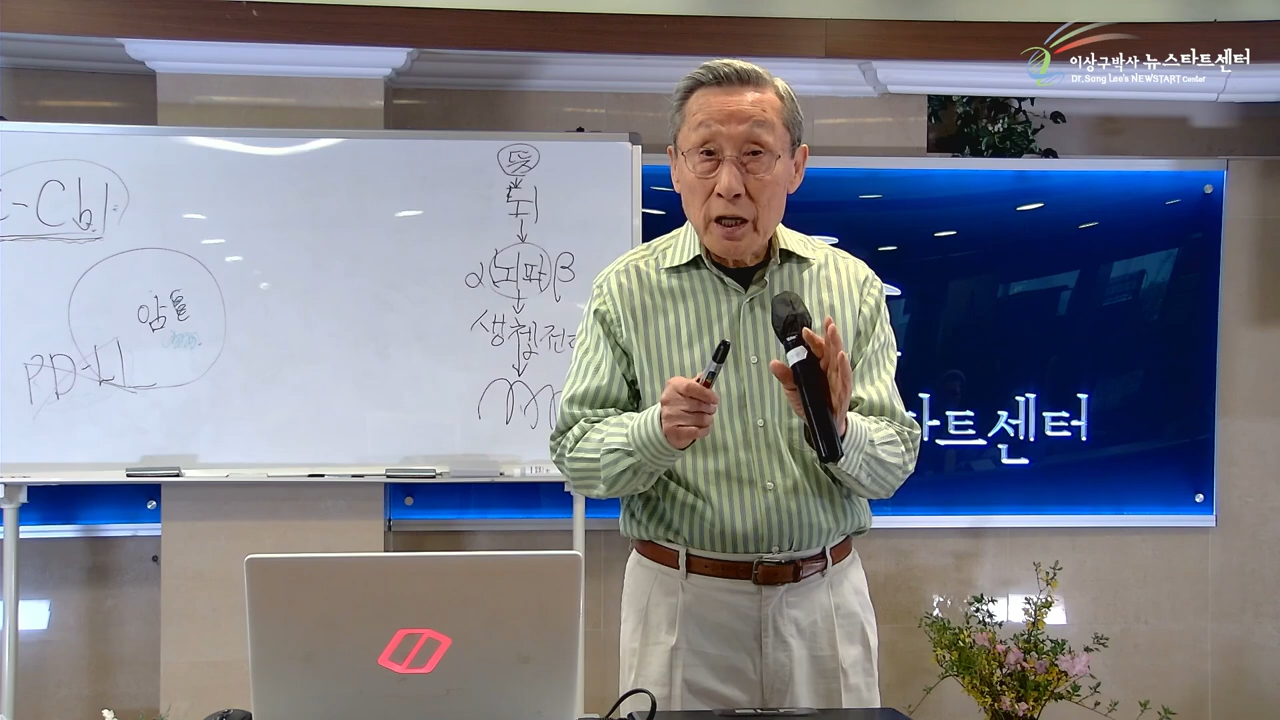 이상구박사 뉴스타트센터
Dr. Sang Lee's NEWSTART Center
c-Cbl
암
PD-L1
뜻
뇌
α 뇌파 β
생체전
타트센터